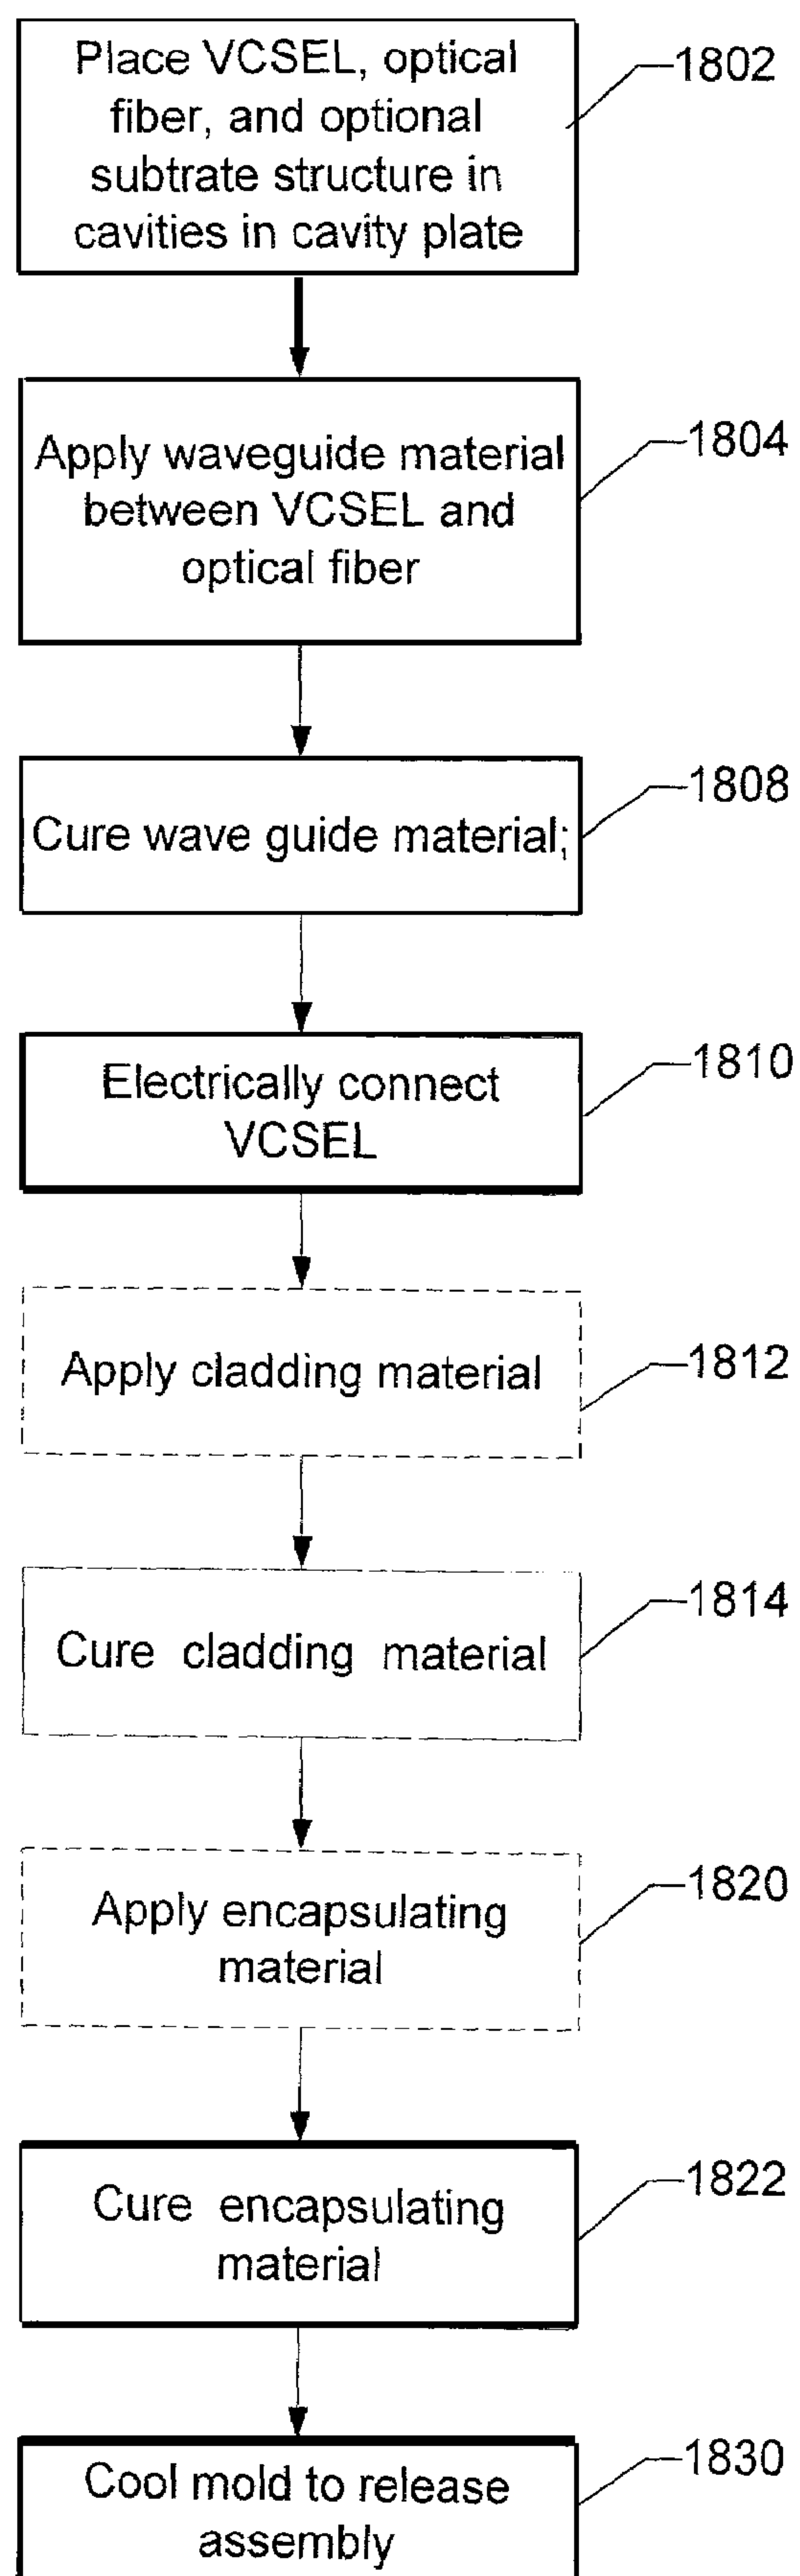 Place VCSEL, optical
fiber, and optional
subtrate structure in
cavities in cavity plate
1802
Apply waveguide material
between VCSEL and
optical fiber
1804
Cure wave guide material;
1808
Electrically connect
VCSEL
1810
Apply cladding material
1812
Cure cladding material
1814
Apply encapsulating
material
1820
Cure encapsulating
material
1822
Cool mold to release
assembly
1830